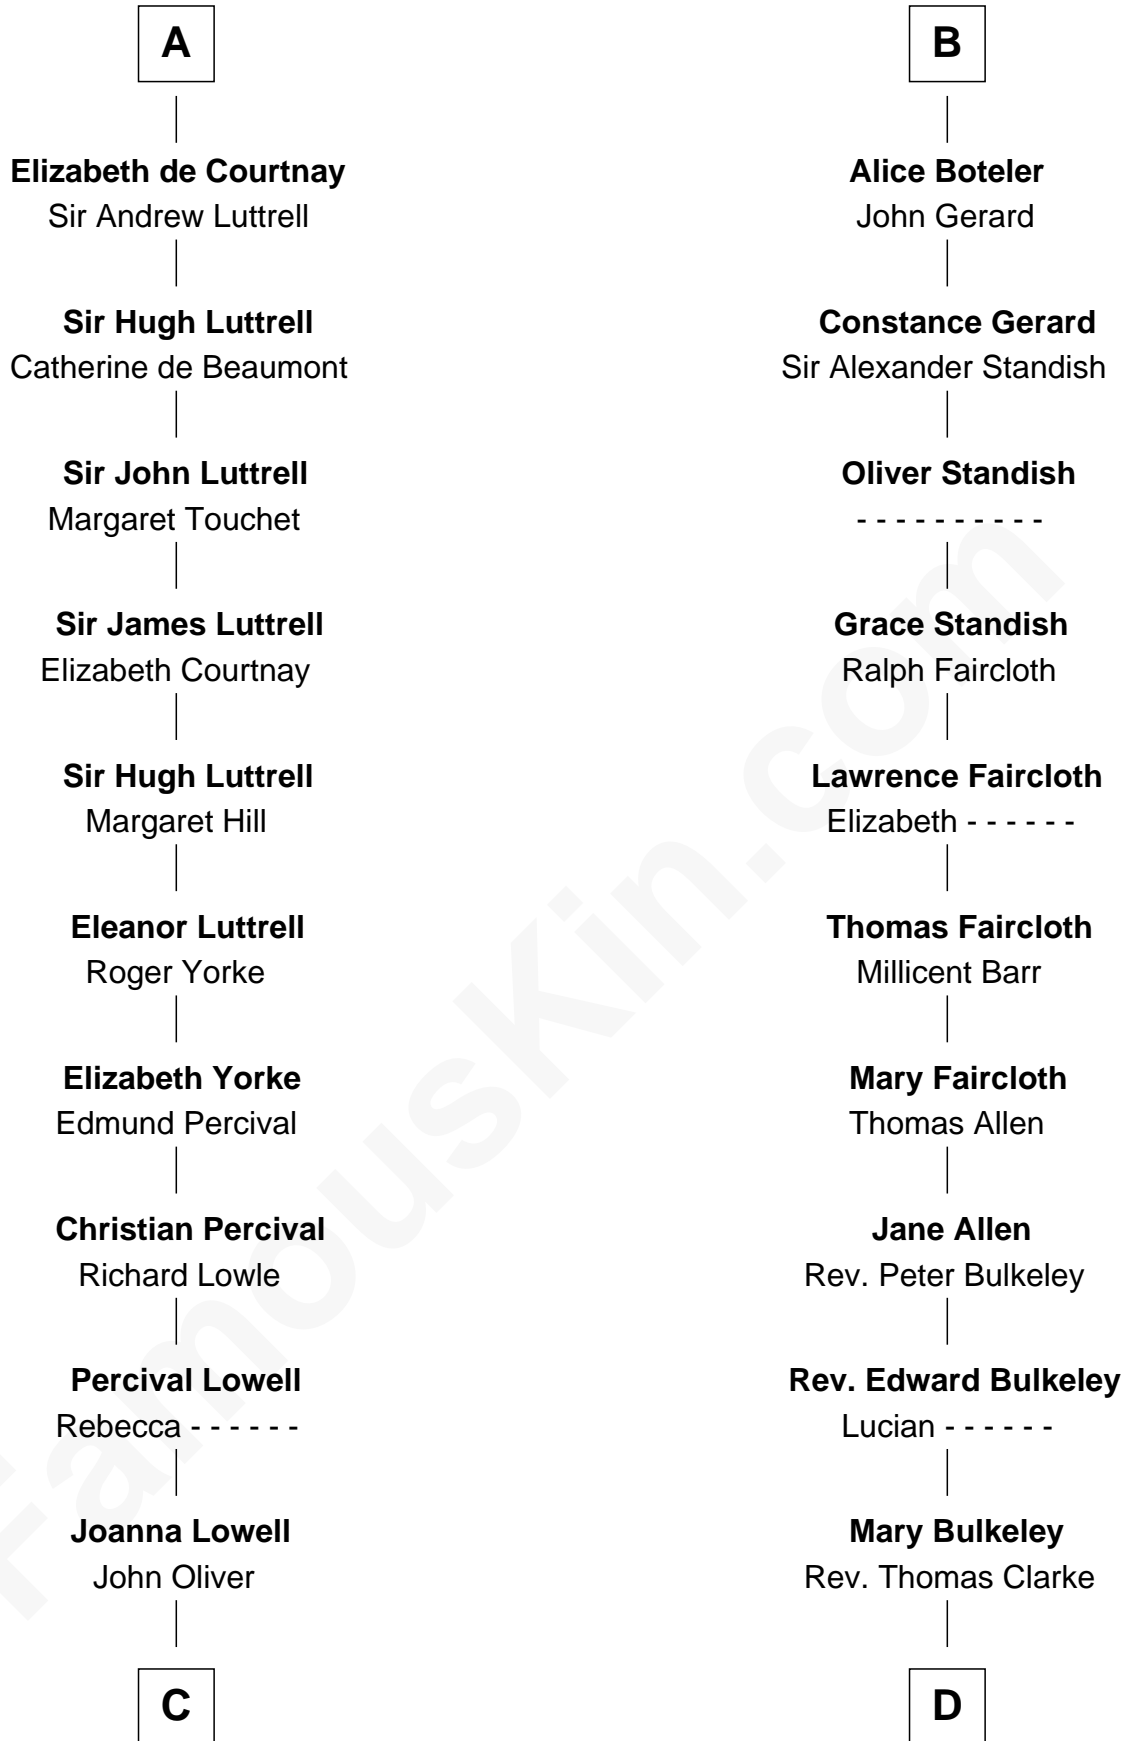 A
Elizabeth de Courtnay
Sir Andrew Luttrell
Sir Hugh Luttrell
Catherine de Beaumont
Sir John Luttrell
Margaret Touchet
Sir James Luttrell
Elizabeth Courtnay
Sir Hugh Luttrell
Margaret Hill
Eleanor Luttrell
Roger Yorke
Elizabeth Yorke
Edmund Percival
Christian Percival
Richard Lowle
Percival Lowell
Rebecca - - - - - -
Joanna Lowell
John Oliver
C
B
Alice Boteler
John Gerard
Constance Gerard
Sir Alexander Standish
Oliver Standish
- - - - - - - - - -
Grace Standish
Ralph Faircloth
Lawrence Faircloth
Elizabeth - - - - - -
Thomas Faircloth
Millicent Barr
Mary Faircloth
Thomas Allen
Jane Allen
Rev. Peter Bulkeley
Rev. Edward Bulkeley
Lucian - - - - - -
Mary Bulkeley
Rev. Thomas Clarke
D
FamousKin.com